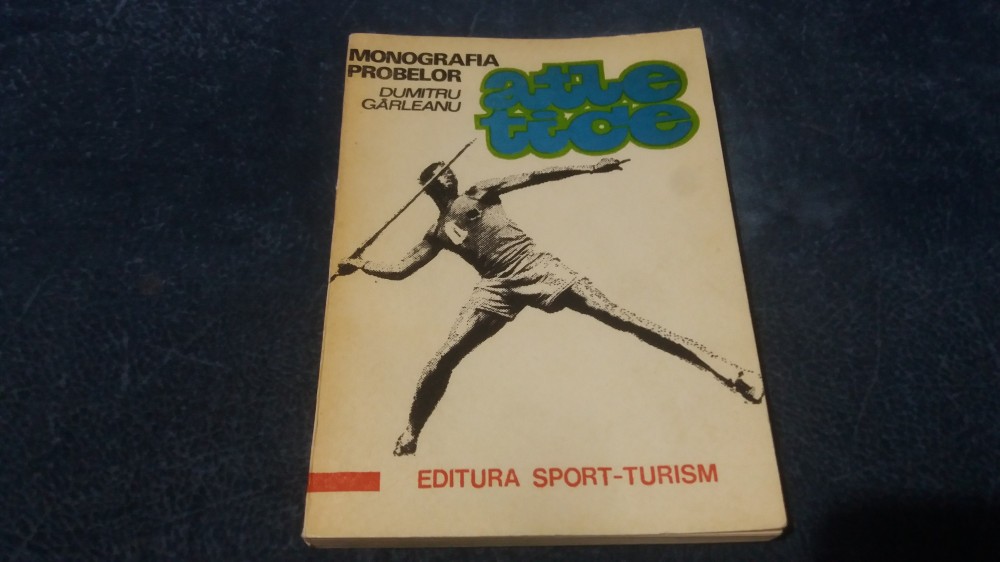 MONOGRAFIA
PROBELOR
atle
tice
DUMITRU
GÂRLEANU
EDITURA SPORT-TURISM